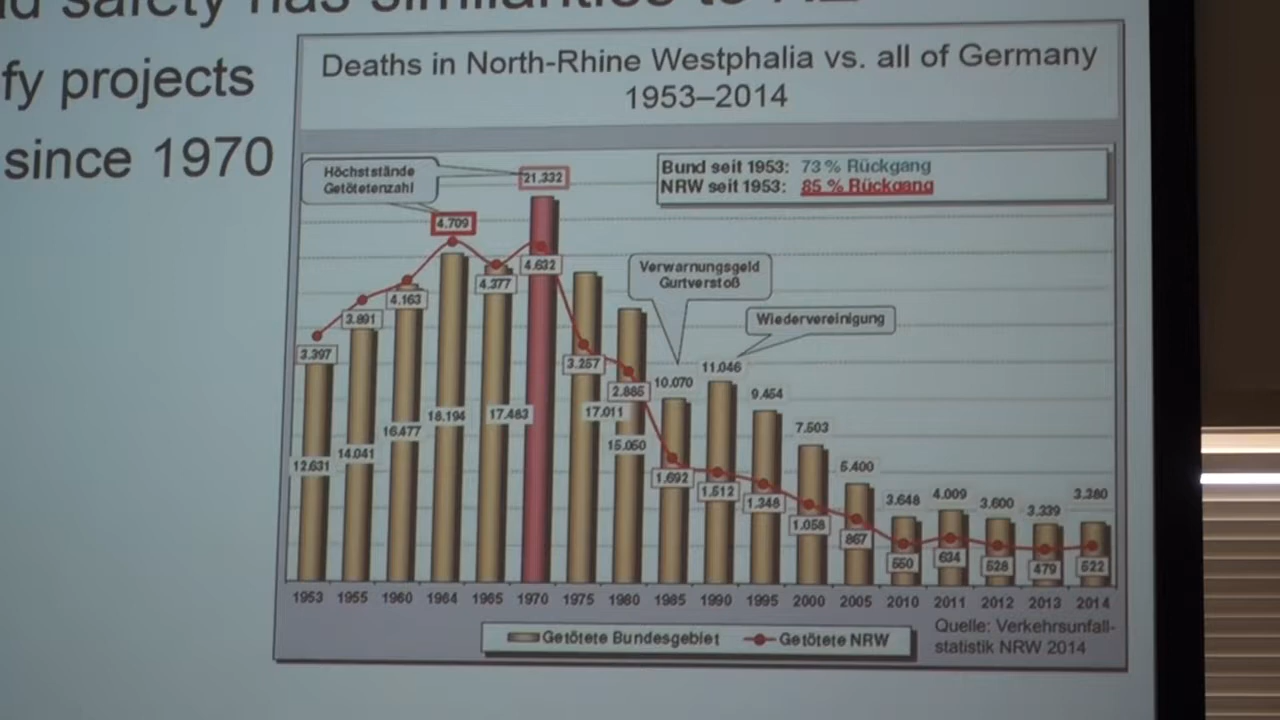 safety has similarities to
fy projects
since 1970
Deaths in North-Rhine Westphalia vs. all of Germany
1953–2014
Höchststände
Getötetenzahl
21.332
Bund seit 1953: 73 % Rückgang
NRW seit 1953: 85 % Rückgang
4.709
4.632
4.377
4.163
3.891
3.397
Verwarnungsgeld
Gurtverstoß
Wiedervereinigung
3.257
2.885
10.070
11.046
9.454
7.503
5.400
3.648
4.009
3.600
3.339
3.380
12.631
14.041
16.477
18.194
17.483
17.011
15.050
1.692
1.512
1.348
1.058
867
550
634
528
479
522
1953 1955 1960 1964 1965 1970 1975 1980 1985 1990 1995 2000 2005 2010 2011 2012 2013 2014
Getötete Bundesgebiet Getötete NRW
Quelle: Verkehrsunfall-
statistik NRW 2014